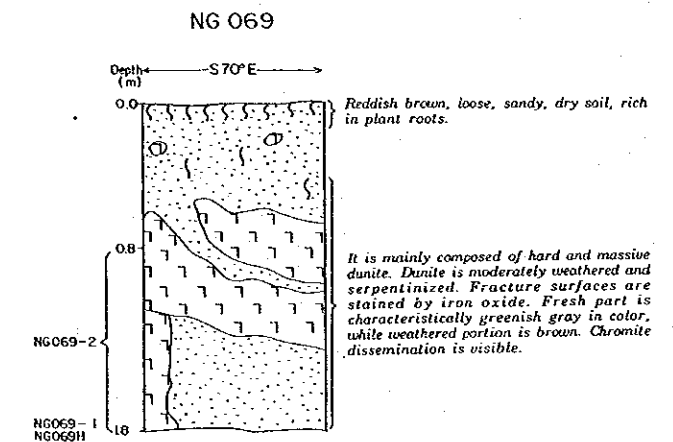 NG 069
Depth
(m)
S70°E
0.0
Reddish brown, loose, sandy, dry soil, rich
in plant roots.
0.8
It is mainly composed of hard and massive
dunite. Dunite is moderately weathered and
serpentinized. Fracture surfaces are
stained by iron oxide. Fresh part is
characteristically greenish gray in color,
while weathered portion is brown. Chromite
dissemination is visible.
NG069-2
NG069-1
NG069H
1.8